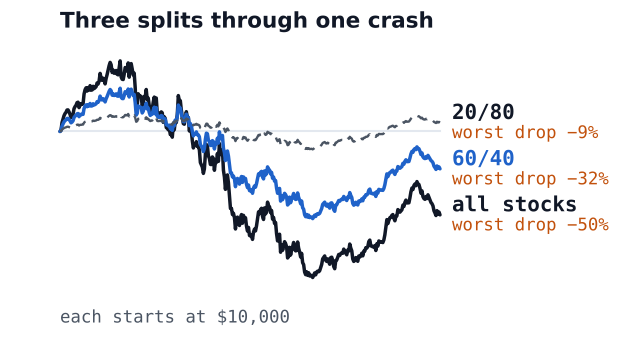 Three splits through one crash
20/80
worst drop −9%
60/40
worst drop −32%
all stocks
worst drop −50%
each starts at $10,000